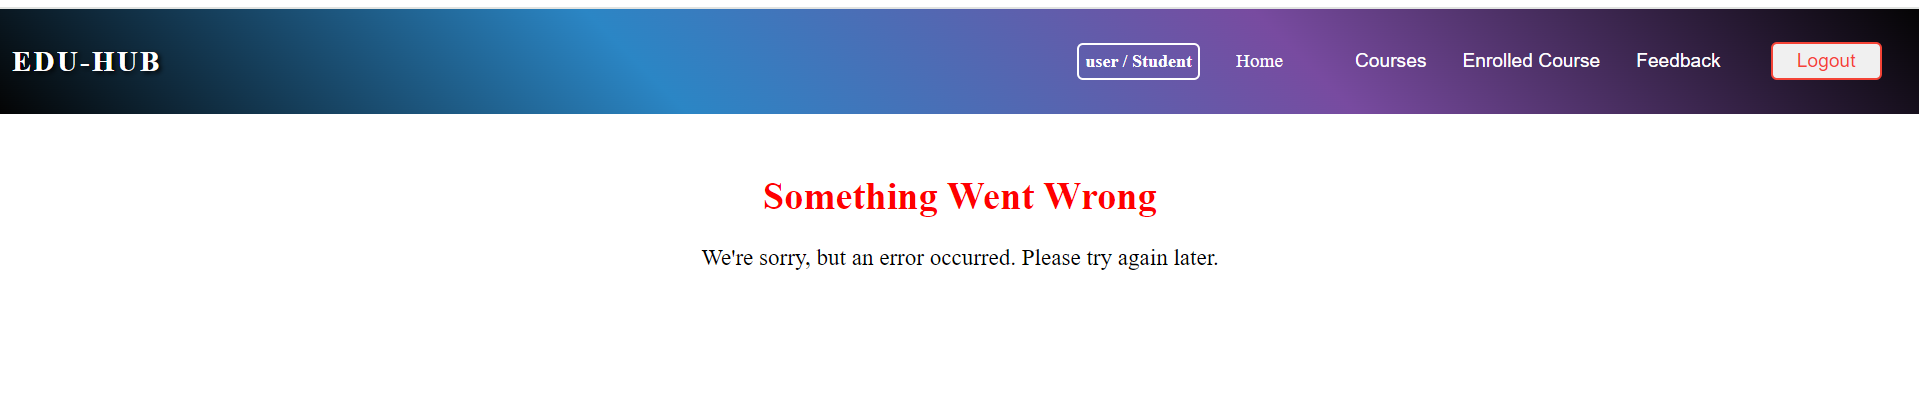 EDU-HUB user / Student Home Courses Enrolled Course Feedback Logout
Something Went Wrong
We're sorry, but an error occurred. Please try again later.